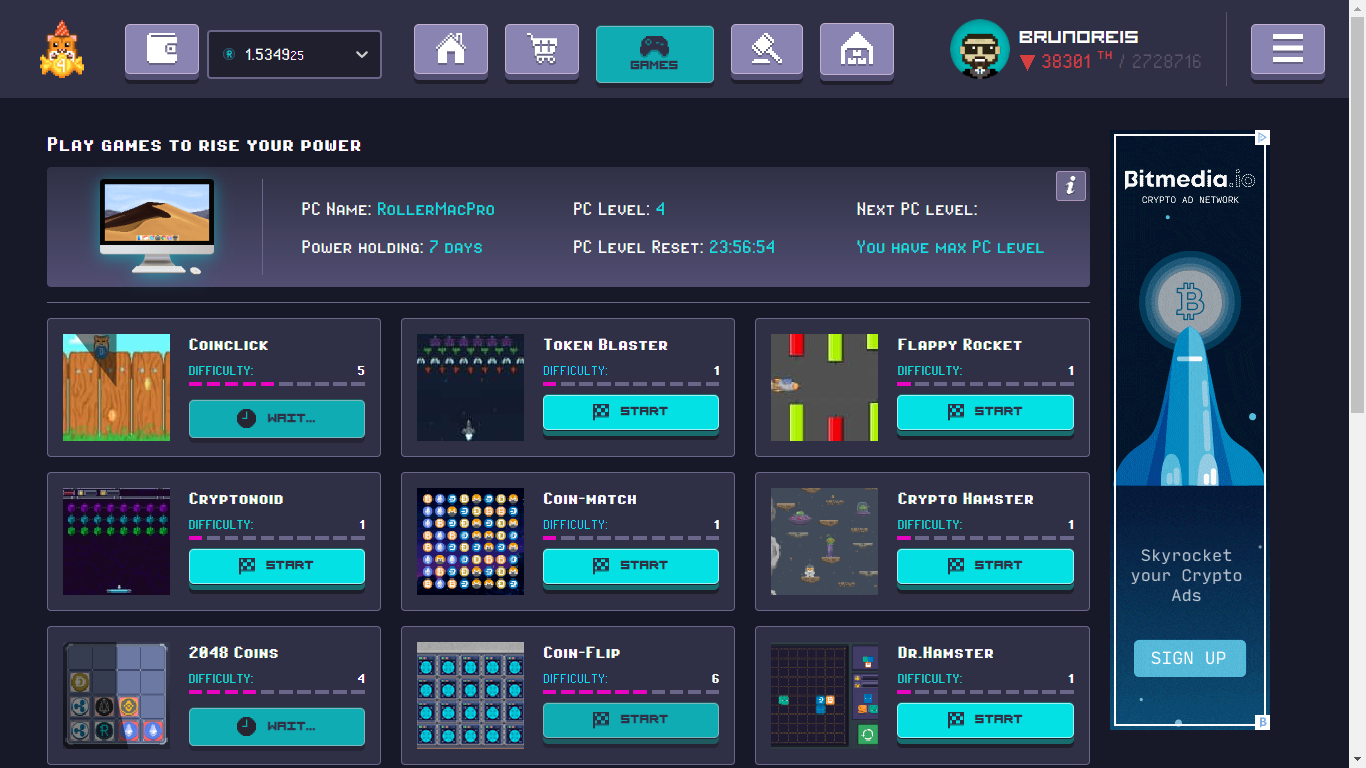 1.534925
GAMES
BRUNOREIS
38301 TH / 2728716
Play games to rise your power
PC Name: RollerMacPro
PC Level: 4
Next PC level:
Power holding: 7 days
PC Level Reset: 23:56:54
You have max PC level
i
Coinclick
DIFFICULTY: 5
WAIT...
Token Blaster
DIFFICULTY: 1
START
Flappy Rocket
DIFFICULTY: 1
START
Cryptonoid
DIFFICULTY: 1
START
Coin-match
DIFFICULTY: 1
START
Crypto Hamster
DIFFICULTY: 1
START
2048 Coins
DIFFICULTY: 4
WAIT...
Coin-Flip
DIFFICULTY: 6
START
Dr.Hamster
DIFFICULTY: 1
START
Bitmedia.io
CRYPTO AD NETWORK
Skyrocket
your Crypto
Ads
SIGN UP